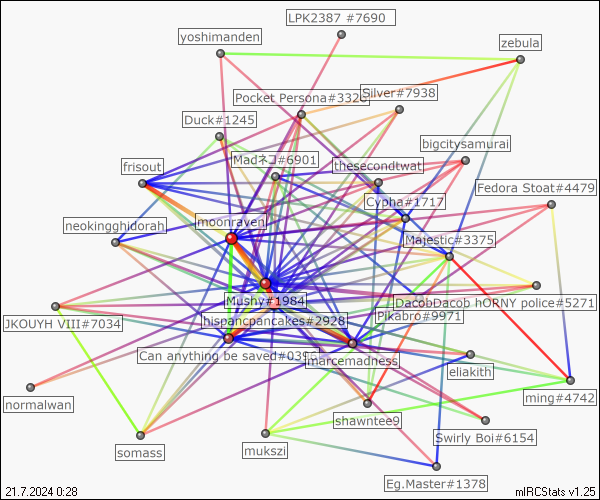 LPK2387 #7690
yoshimanden
zebula
Silver#7938
Pocket Persona#3326
Duck#1245
bigcitysamurai
MadネJ#6901
thesecondtwat
frisout
Fedora Stoat#4479
Cypha#1717
moonraven
neokingghidorah
Majestic#3375
Mushy#1984
DacobDacob hORNY police#5271
Pikabro#9971
hispancpancakes#2928
JKOUYH VIII#7034
Can anything be saved#0356
marcemadness
eliakith
ming#4742
normalwan
shawntee9
Swirly Boi#6154
somass
mukszi
Eg.Master#1378
21.7.2024 0:28
mIRCStats v1.25